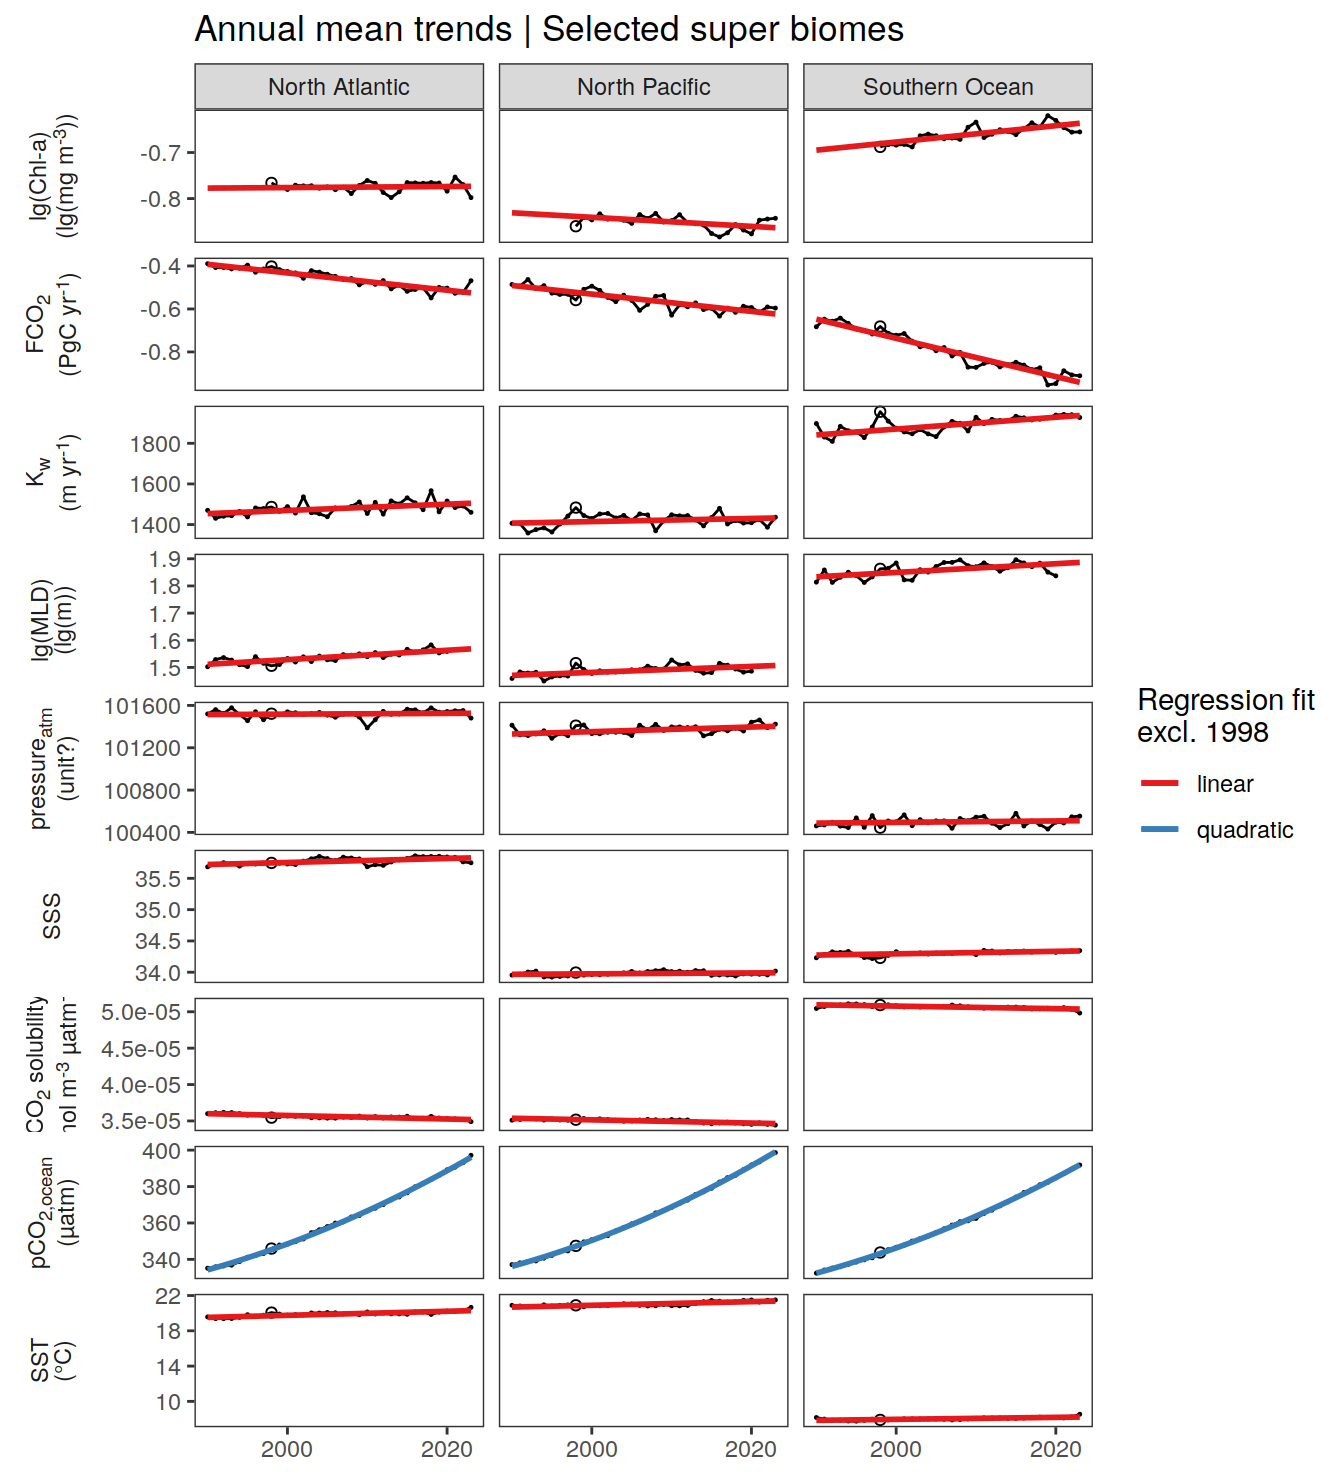 Annual mean trends | Selected super biomes
North Atlantic
North Pacific
Southern Ocean
lg(Chl-a)
(lg(mg m⁻³))
-0.7
-0.8
FCO₂
(PgC yr⁻¹)
-0.4
-0.6
-0.8
K_w
(m yr⁻¹)
1800
1600
1400
lg(MLD)
(lg(m))
1.9
1.8
1.7
1.6
1.5
pressure_atm
(unit?)
101600
101200
100800
100400
SSS
35.5
35.0
34.5
34.0
CO₂ solubility
nol m⁻³ µatm⁻
5.0e-05
4.5e-05
4.0e-05
3.5e-05
pCO₂,ocean
(µatm)
400
380
360
340
SST
(°C)
22
18
14
10
2000
2020
2000
2020
2000
2020
Regression fit
excl. 1998
linear
quadratic